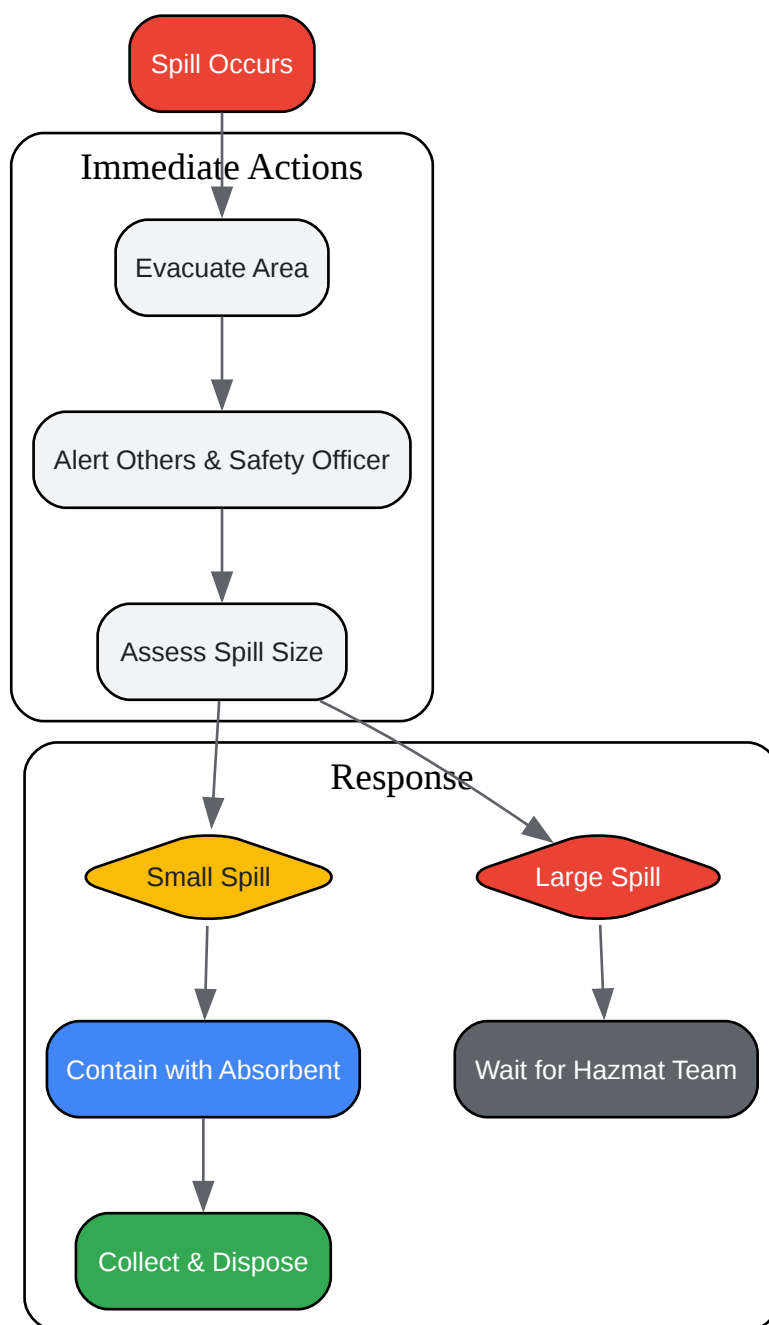 Spill Occurs
Immediate Actions
Evacuate Area
Alert Others & Safety Officer
Assess Spill Size
Response
Small Spill
Large Spill
Contain with Absorbent
Wait for Hazmat Team
Collect & Dispose